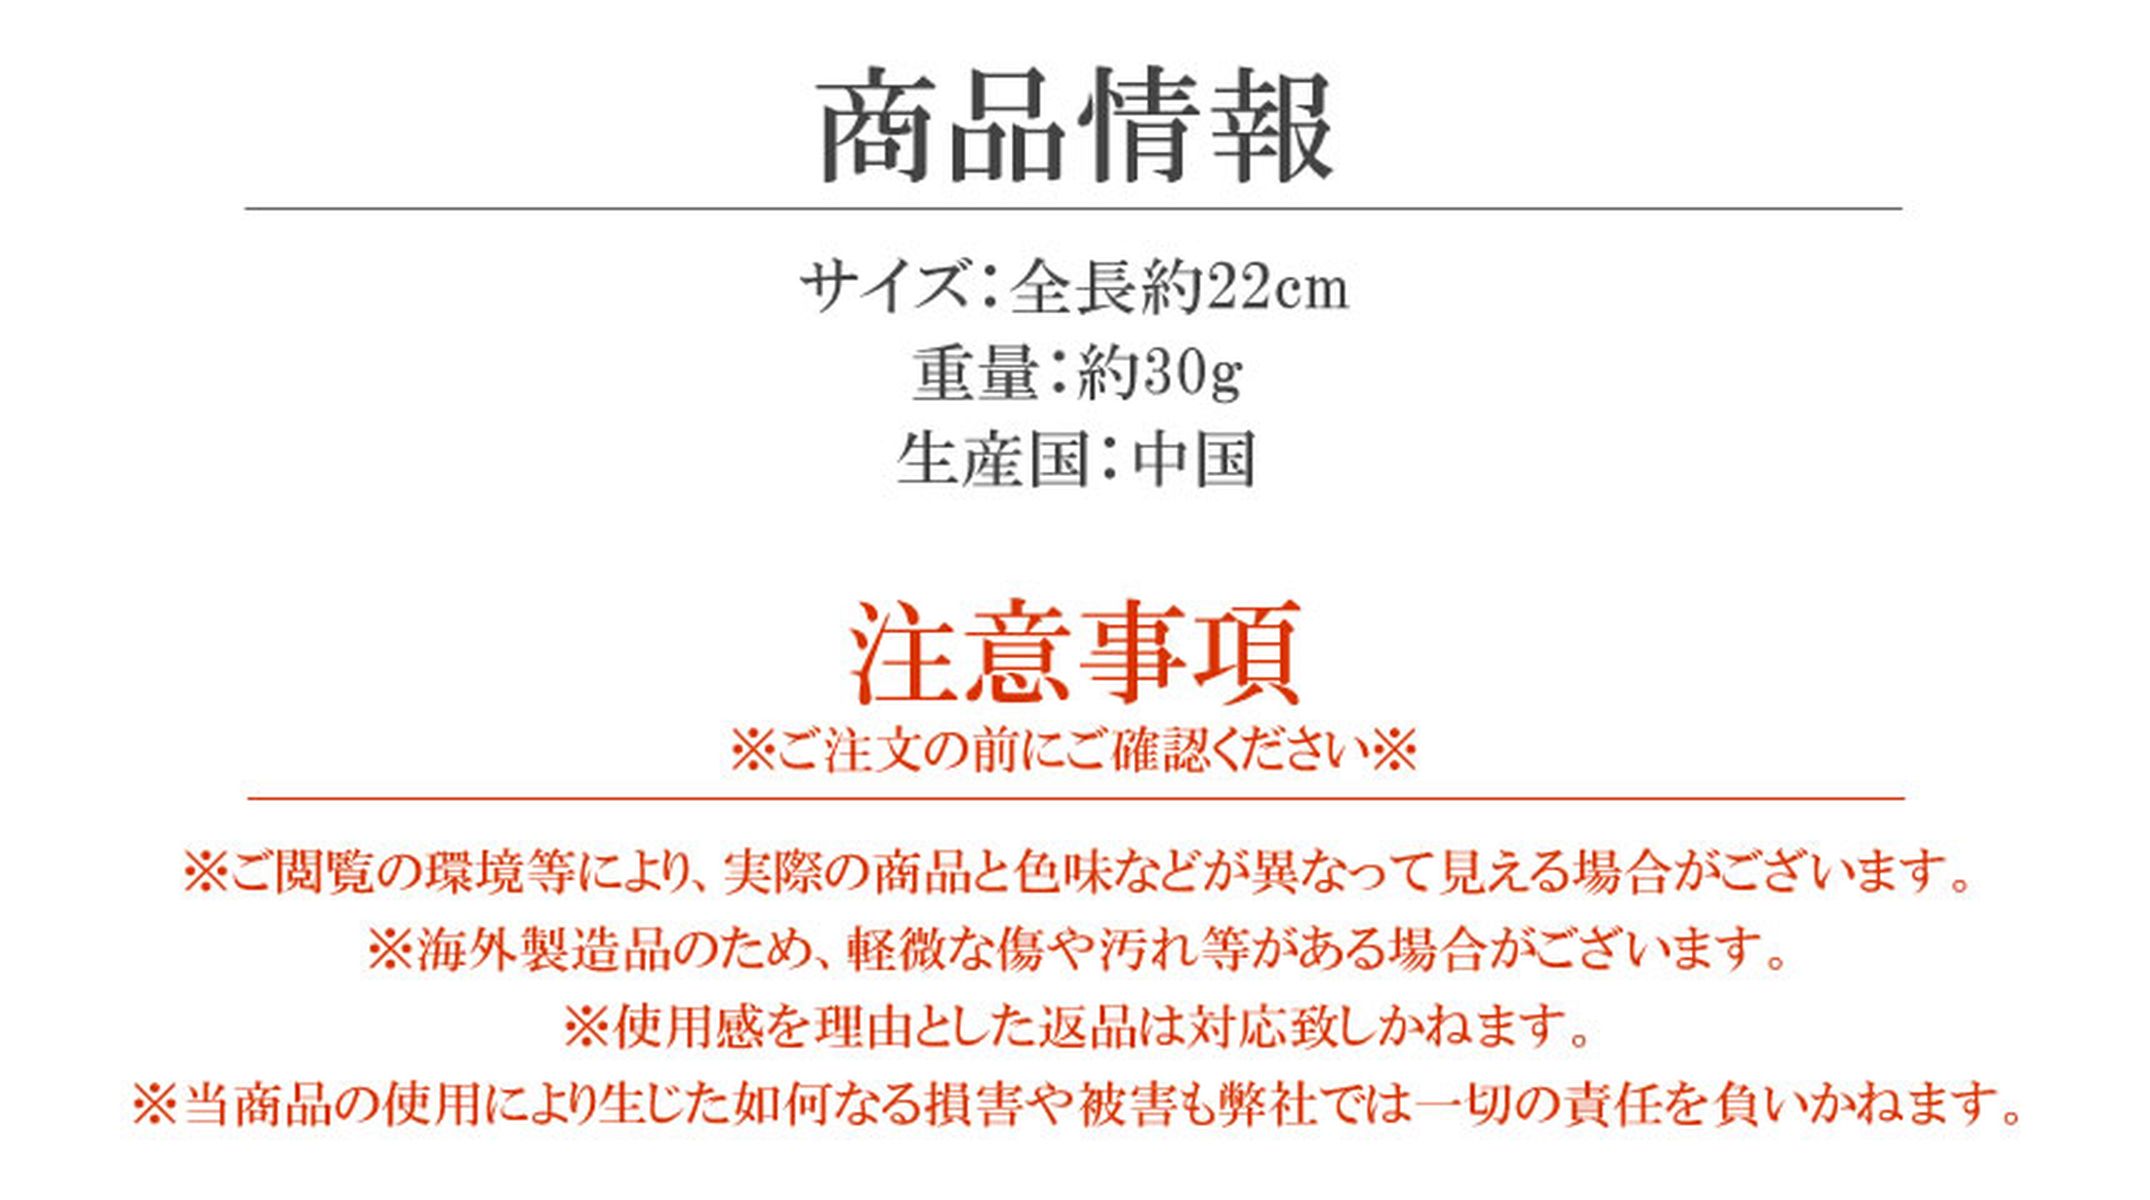 商品情報
サイズ：全長約22cm
重量：約30g
生産国：中国
注意事項
※ご注文の前にご確認ください※
※ご閲覧の環境等により、実際の商品と色味などが異なって見える場合がございます。
※海外製造品のため、軽微な傷や汚れ等がある場合がございます。
※使用感を理由とした返品は対応致しかねます。
※当商品の使用により生じた如何なる損害や被害も弊社では一切の責任を負いかねます。